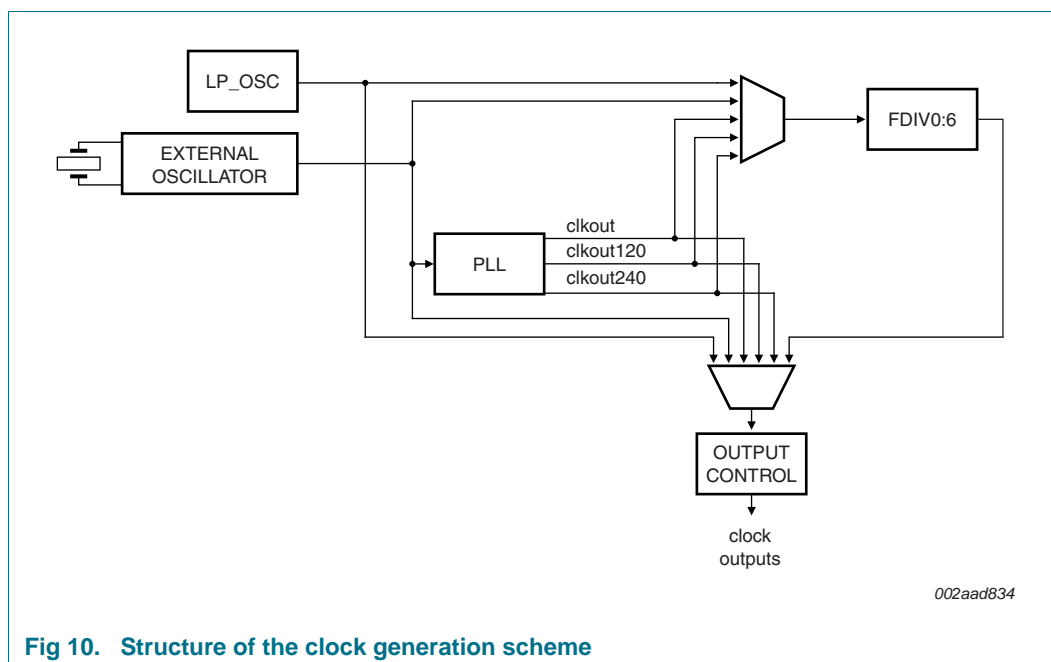 LP_OSC
EXTERNAL
OSCILLATOR
FDIV0:6
PLL
clkout
clkout120
clkout240
OUTPUT
CONTROL
clock
outputs
002aad834
Fig 10. Structure of the clock generation scheme